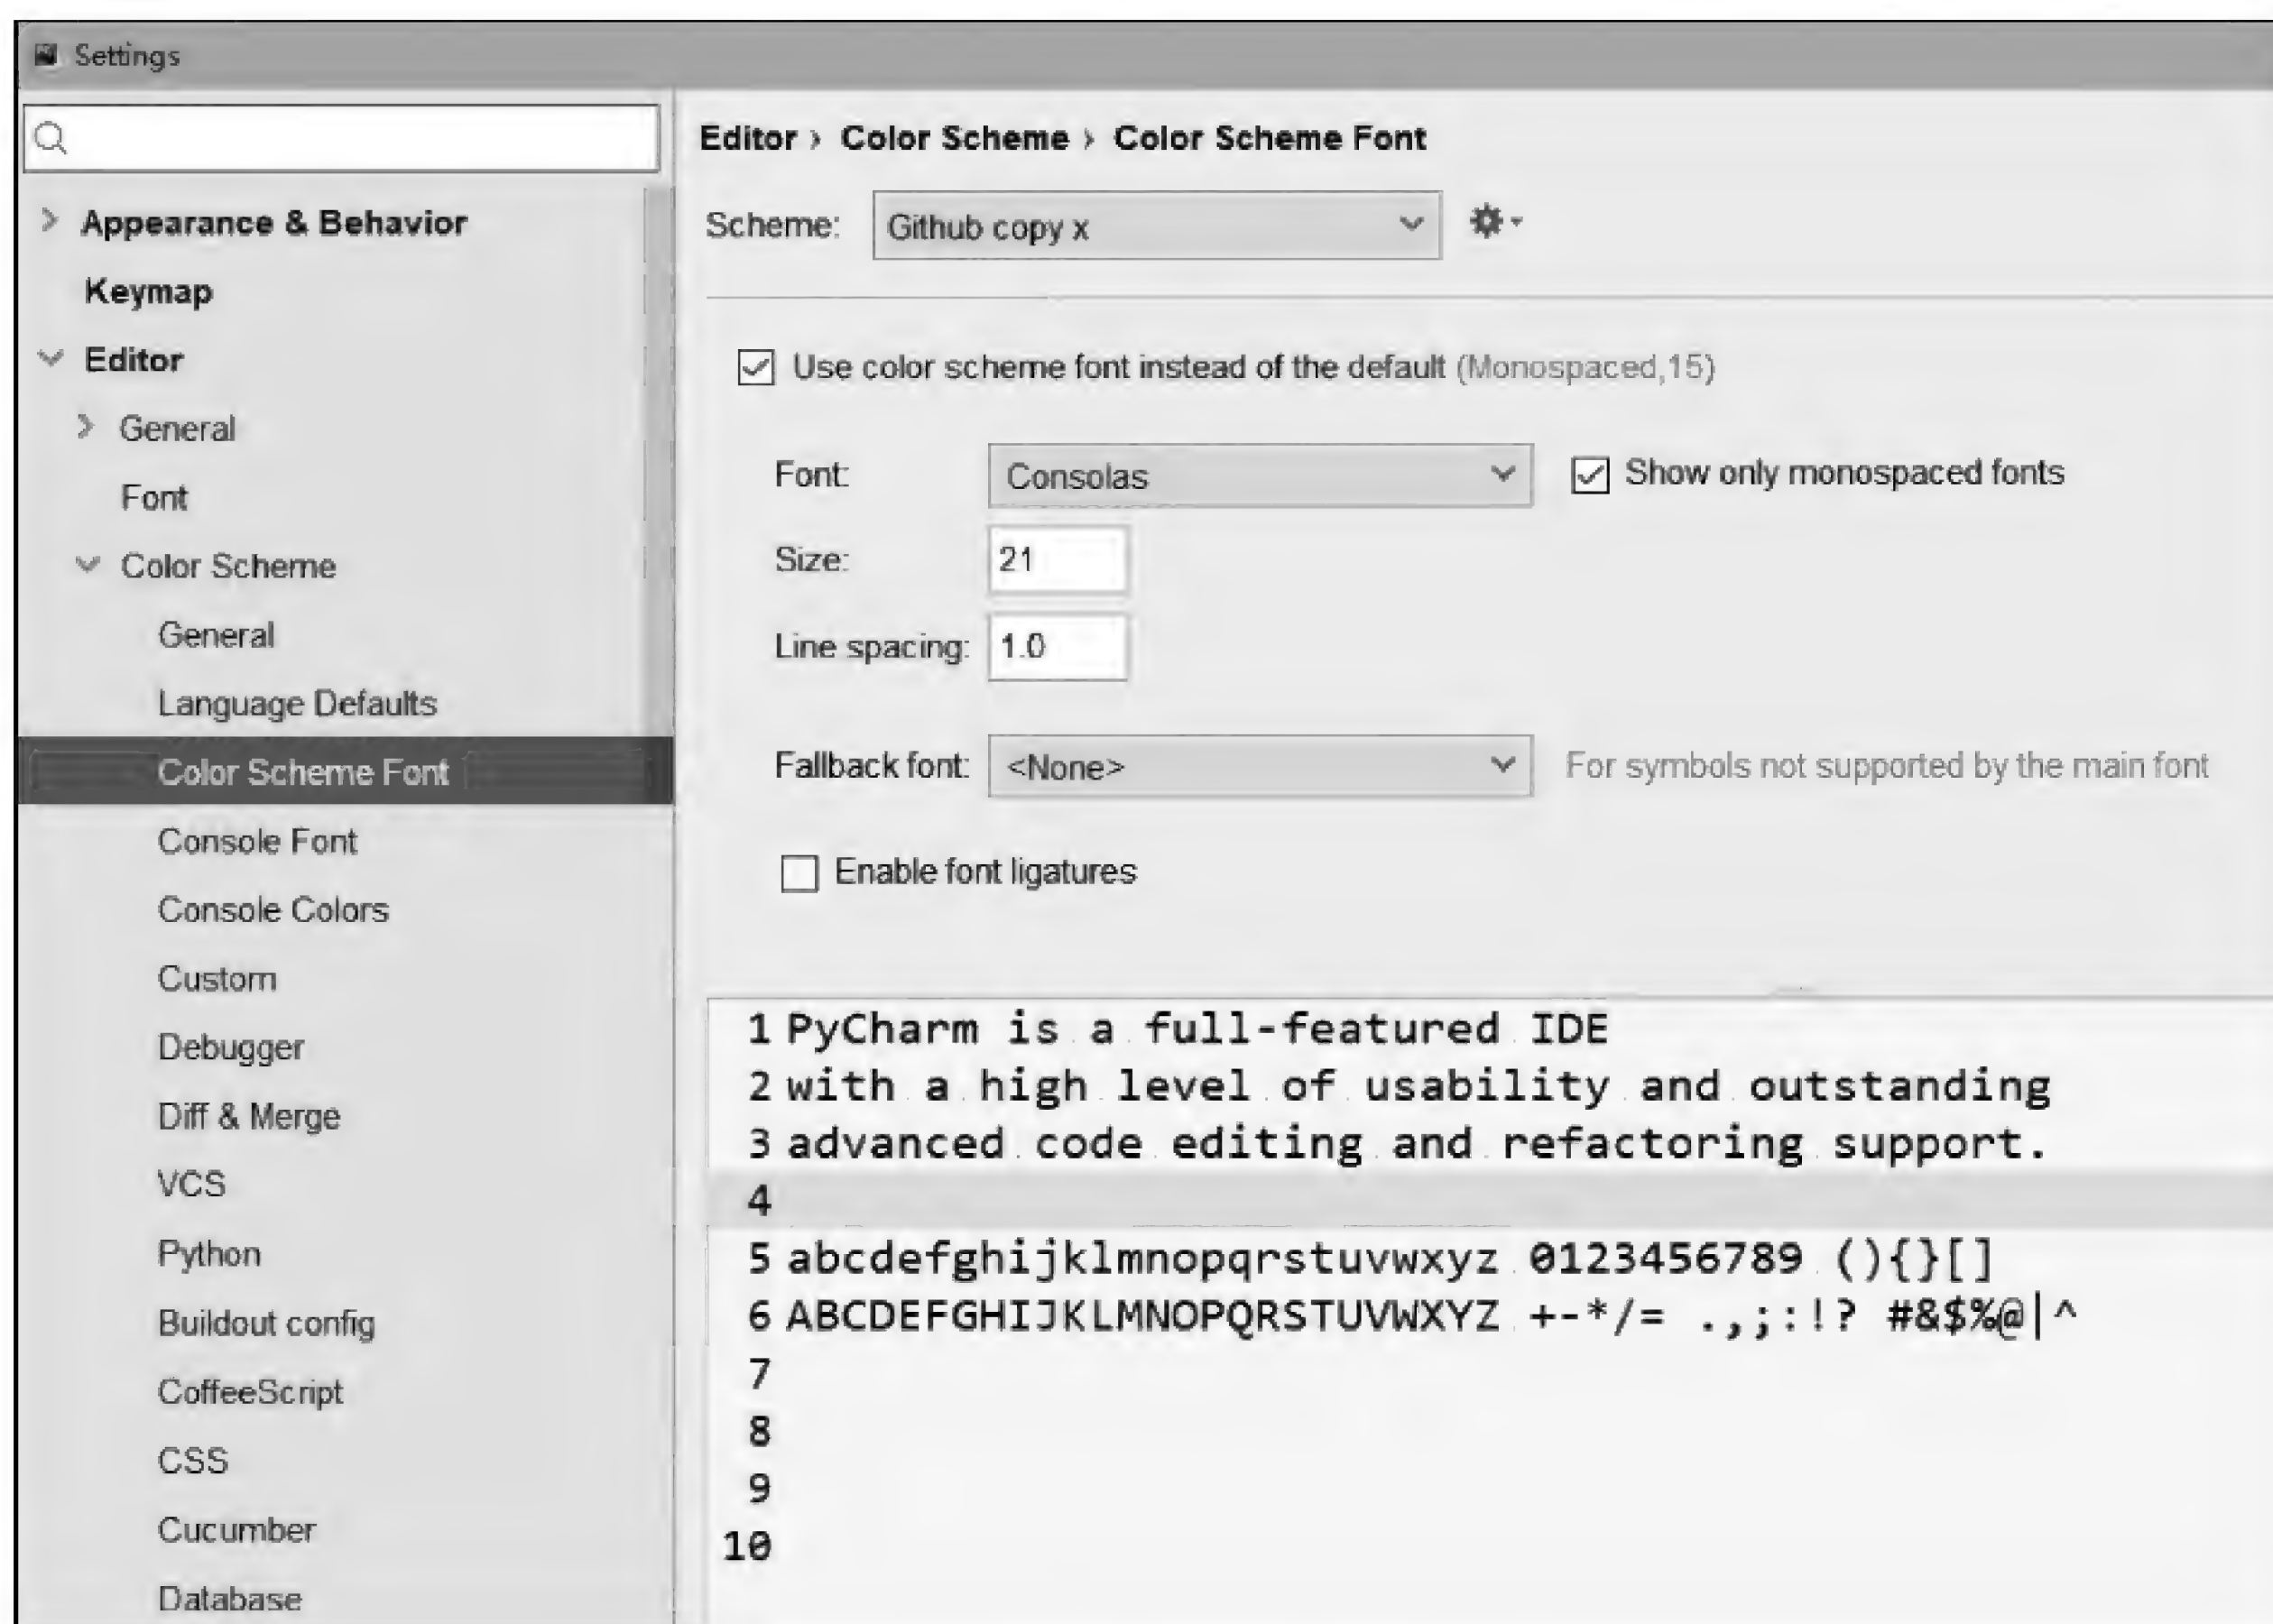 Settings
Appearance & Behavior
Keymap
Editor
General
Font
Color Scheme
General
Language Defaults
Color Scheme Font
Console Font
Console Colors
Custom
Debugger
Diff & Merge
VCS
Python
Buildout config
CoffeeScript
CSS
Cucumber
Database
Editor › Color Scheme › Color Scheme Font
Scheme: Github copy x
Use color scheme font instead of the default (Monospaced,15)
Font: Consolas Show only monospaced fonts
Size: 21
Line spacing: 1.0
Fallback font: <None> For symbols not supported by the main font
Enable font ligatures
1 PyCharm is a full-featured IDE
2 with a high level of usability and outstanding
3 advanced code editing and refactoring support.
4
5 abcdefghijklmnopqrstuvwxyz 0123456789 (){}[]
6 ABCDEFGHIJKLMNOPQRSTUVWXYZ +-*/= .,;:!? #&$%@|^
7
8
9
10